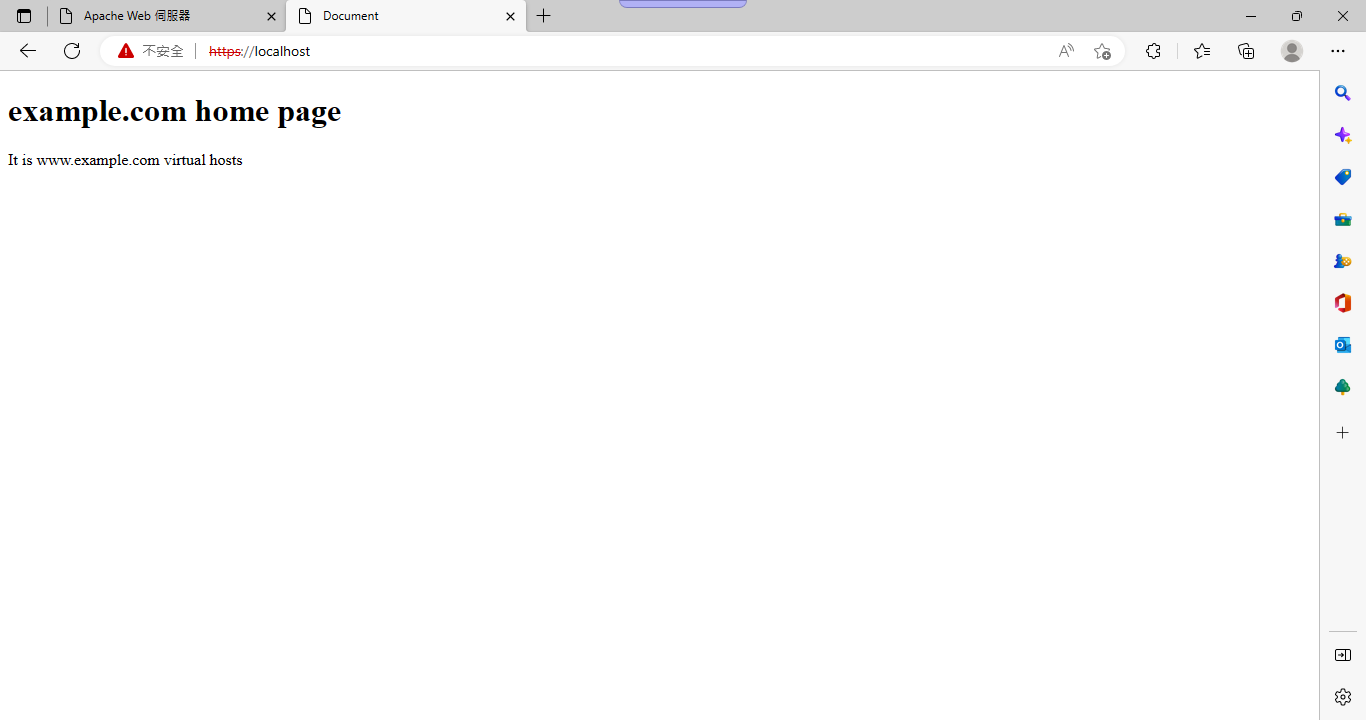 Apache Web 伺服器
Document
不安全
https://localhost
example.com home page
It is www.example.com virtual hosts